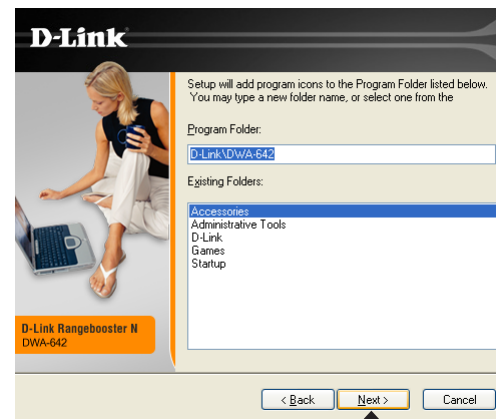 D-Link
Setup will add program icons to the Program Folder listed below.
You may type a new folder name, or select one from the
Program Folder:
D-Link\DWA-642
Existing Folders:
Accessories
Administrative Tools
D-Link
Games
Startup
D-Link Rangebooster N
DWA-642
< Back
Next >
Cancel